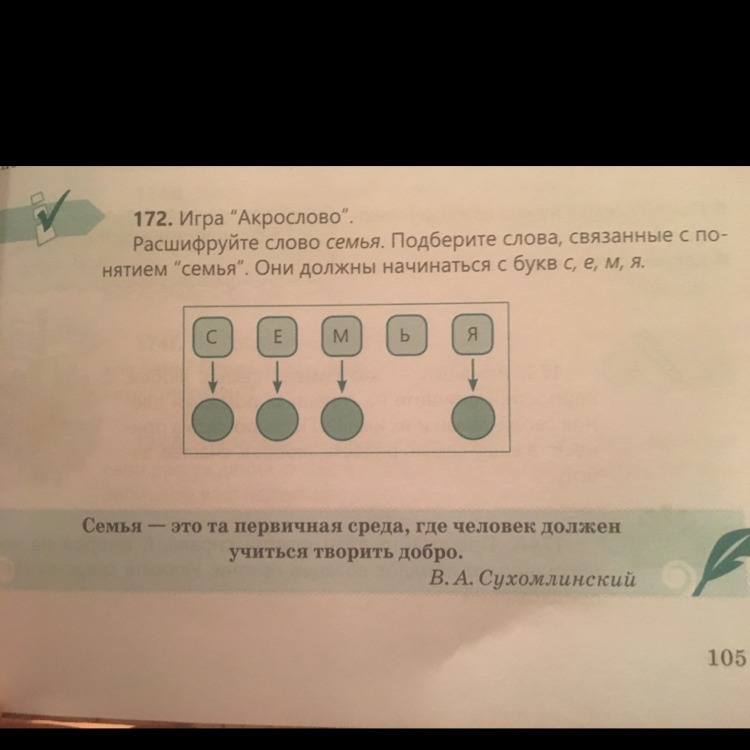 172. Игра "Акрослово".
Расшифруйте слово семья. Подберите слова, связанные с по-
нятием "семья". Они должны начинаться с букв с, е, м, я.
С Е М Ь Я
Семья — это та первичная среда, где человек должен
учиться творить добро.
В. А. Сухомлинский
105